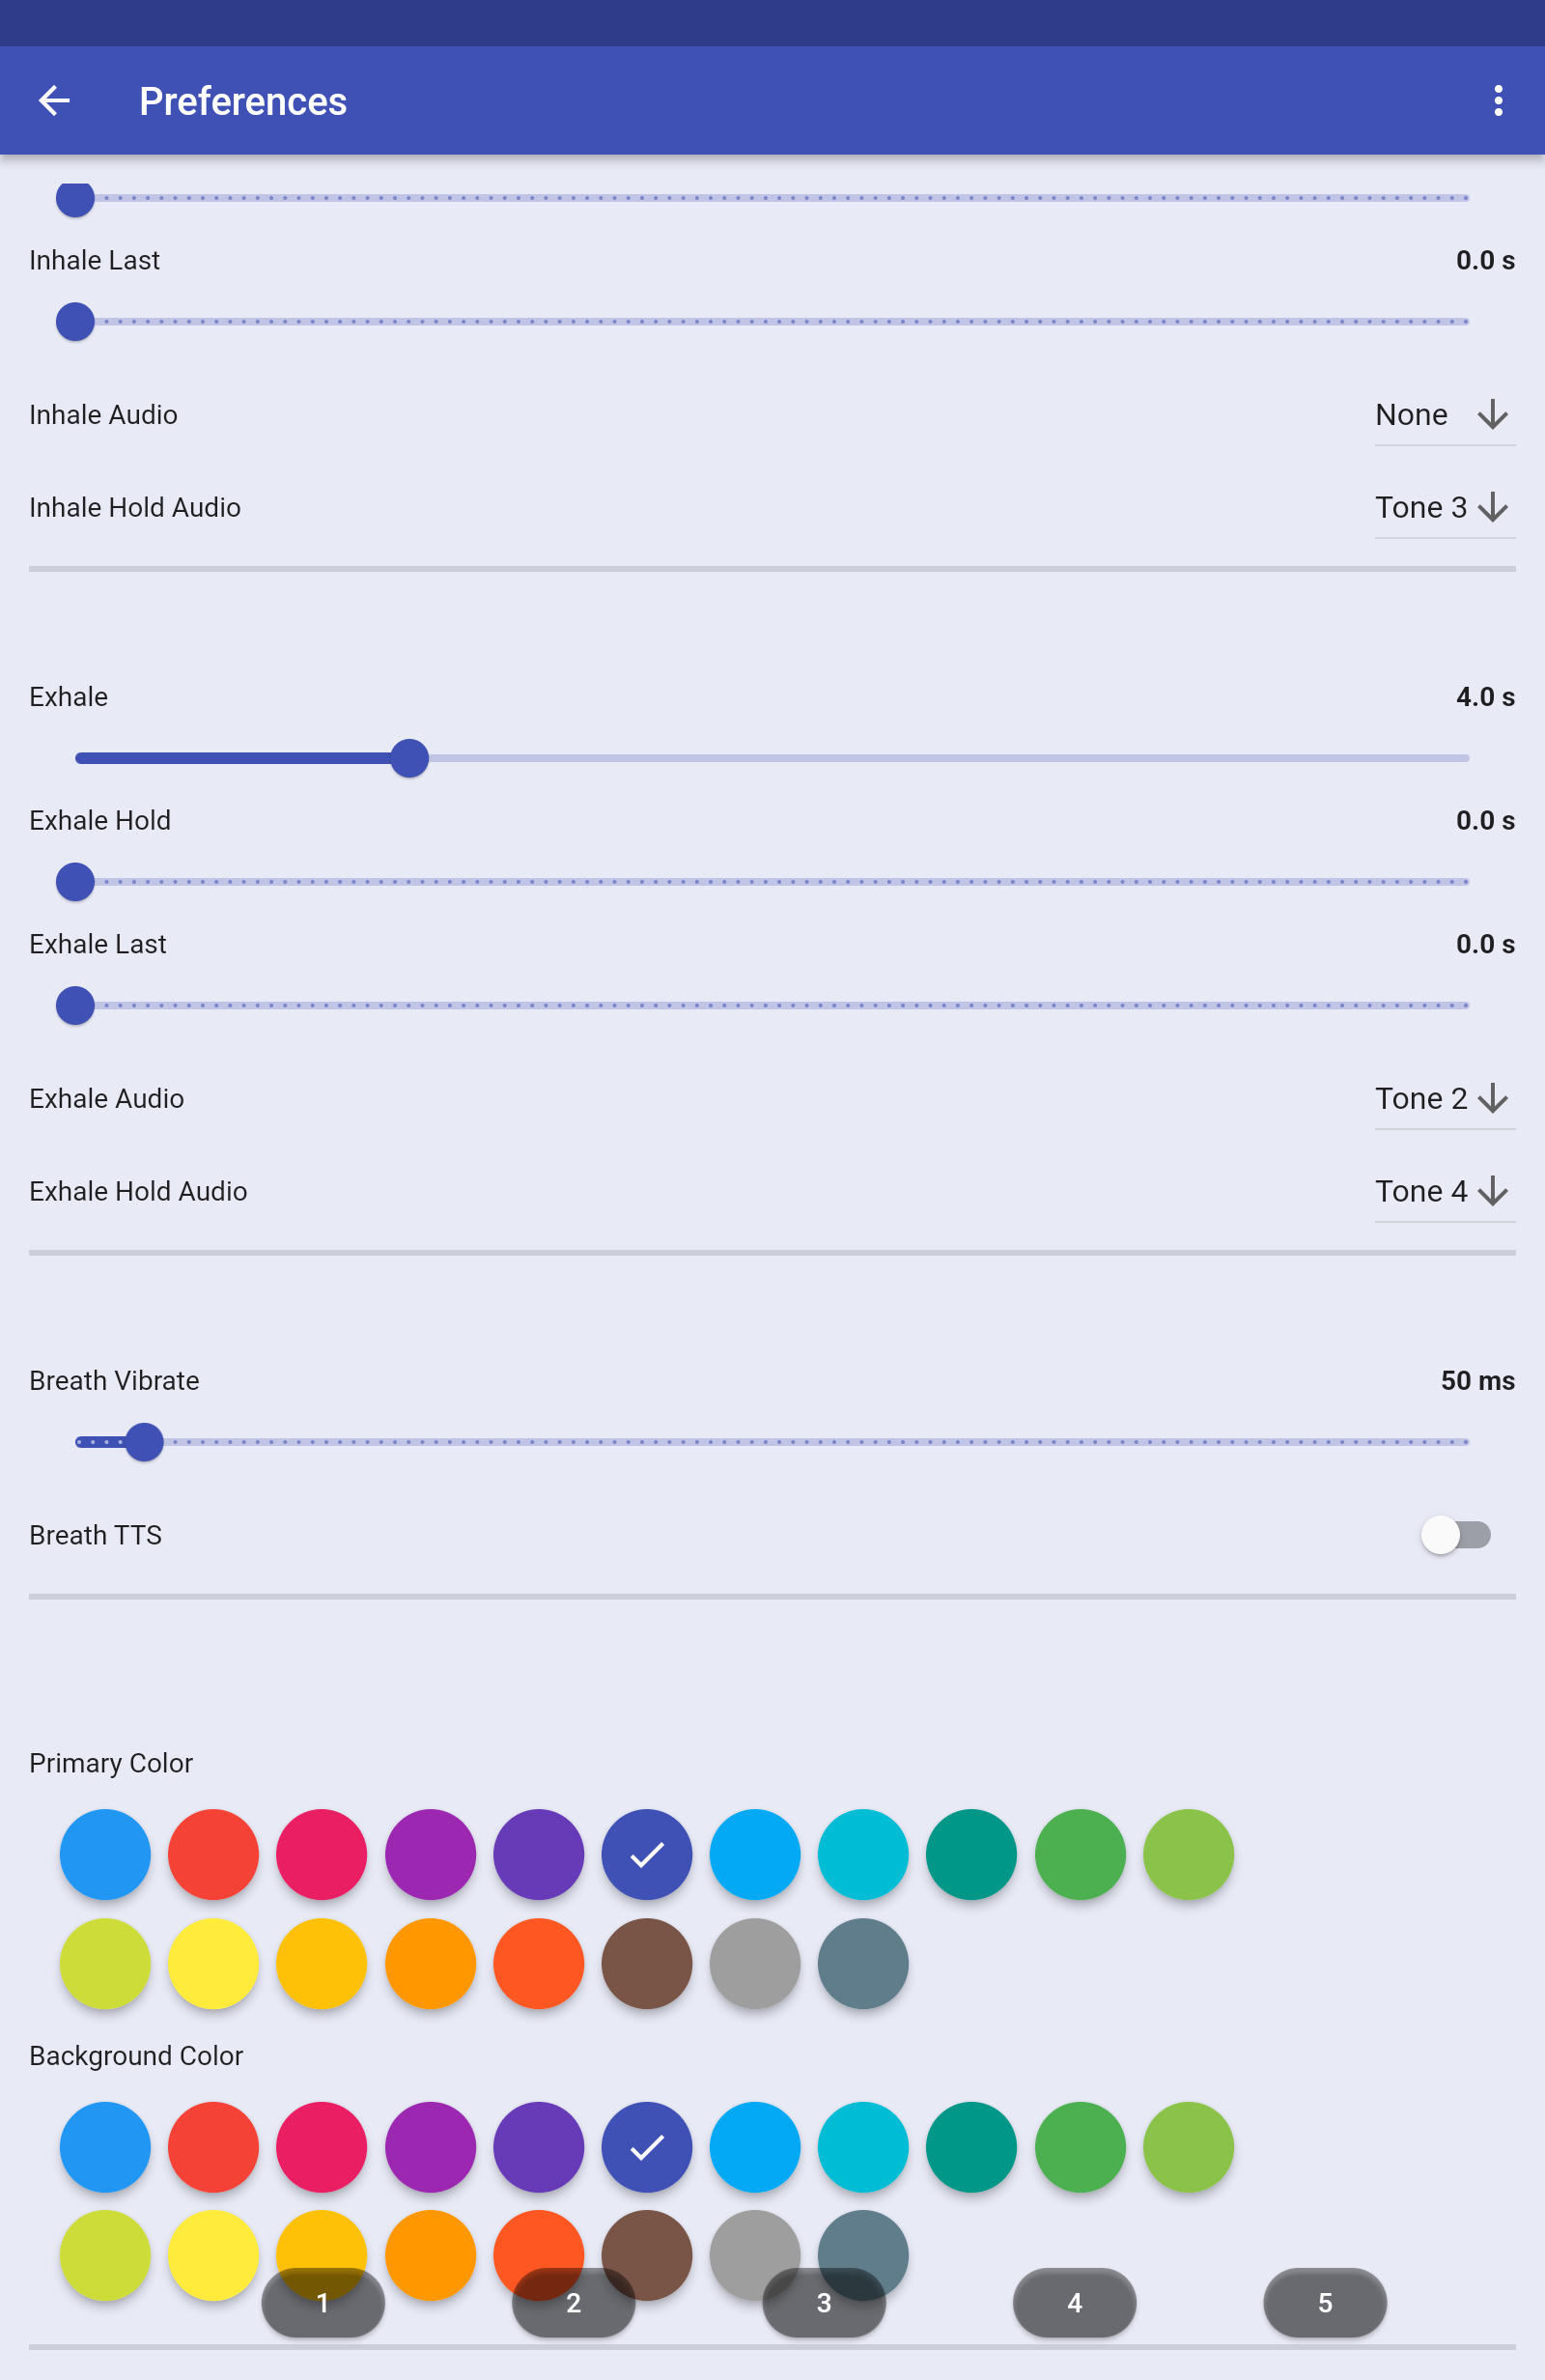 Preferences
Inhale Last 0.0 s
Inhale Audio None
Inhale Hold Audio Tone 3
Exhale 4.0 s
Exhale Hold 0.0 s
Exhale Last 0.0 s
Exhale Audio Tone 2
Exhale Hold Audio Tone 4
Breath Vibrate 50 ms
Breath TTS
Primary Color
Background Color
1 2 3 4 5